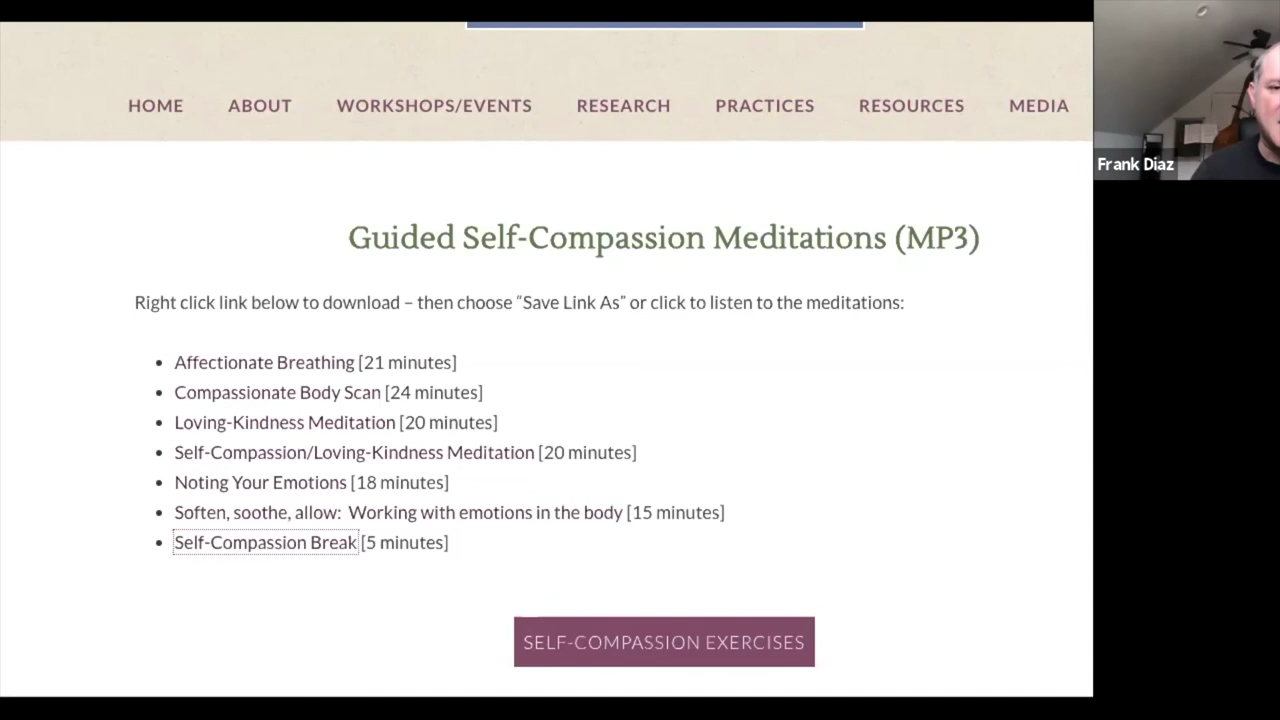 HOME ABOUT WORKSHOPS/EVENTS RESEARCH PRACTICES RESOURCES MEDIA
Frank Diaz
Guided Self-Compassion Meditations (MP3)
Right click link below to download – then choose “Save Link As” or click to listen to the meditations:
• Affectionate Breathing [21 minutes]
• Compassionate Body Scan [24 minutes]
• Loving-Kindness Meditation [20 minutes]
• Self-Compassion/Loving-Kindness Meditation [20 minutes]
• Noting Your Emotions [18 minutes]
• Soften, soothe, allow: Working with emotions in the body [15 minutes]
• Self-Compassion Break [5 minutes]
SELF-COMPASSION EXERCISES